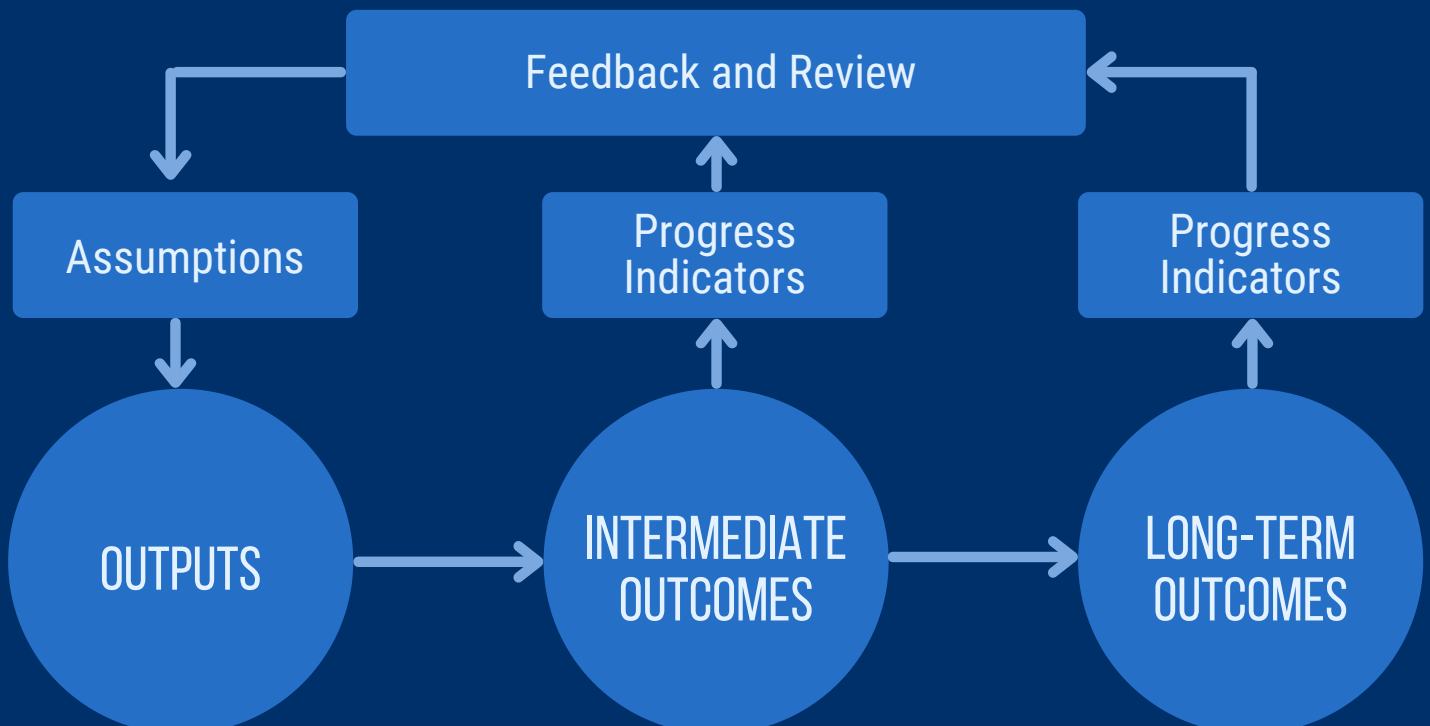 Feedback and Review
Assumptions
Progress
Indicators
Progress
Indicators
OUTPUTS
INTERMEDIATE
OUTCOMES
LONG-TERM
OUTCOMES